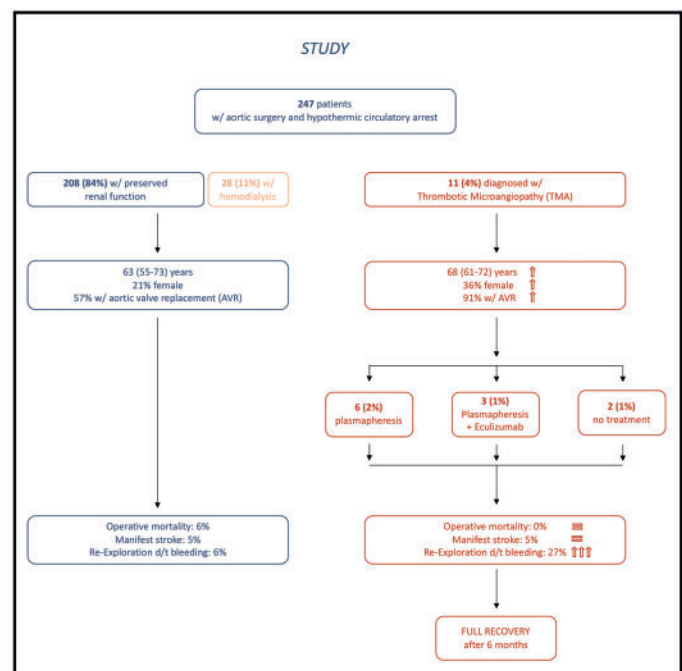 STUDY
247 patients
w/ aortic surgery and hypothermic circulatory arrest
208 (84%) w/ preserved
renal function
28 (11%) w/
hemodialysis
11 (4%) diagnosed w/
Thrombotic Microangiopathy (TMA)
63 (55-73) years
21% female
57% w/ aortic valve replacement (AVR)
68 (61-72) years ⇧
36% female ⇧
91% w/ AVR ⇧
6 (2%)
plasmapheresis
3 (1%)
Plasmapheresis
+ Eculizumab
2 (1%)
no treatment
Operative mortality: 6%
Manifest stroke: 5%
Re-Exploration d/t bleeding: 6%
Operative mortality: 0% =
Manifest stroke: 5% =
Re-Exploration d/t bleeding: 27% ⇧⇧⇧
FULL RECOVERY
after 6 months